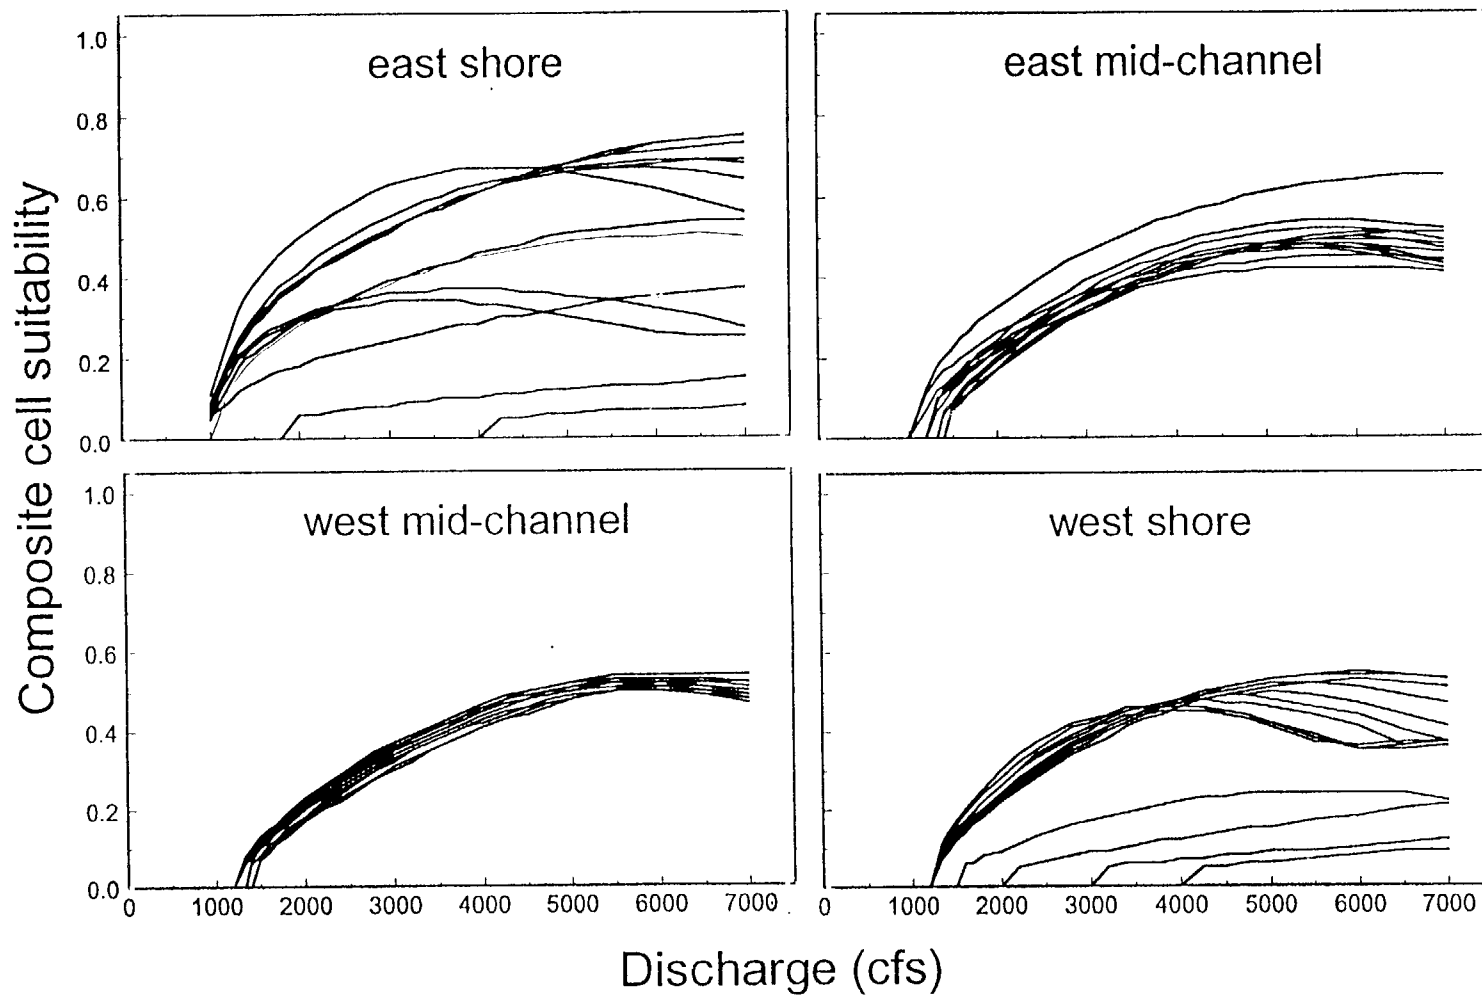 Composite cell suitability
east shore
east mid-channel
1.0
0.8
0.6
0.4
0.2
0.0
west mid-channel
west shore
1.0
0.8
0.6
0.4
0.2
0.0
0 1000 2000 3000 4000 5000 6000 7000
0 1000 2000 3000 4000 5000 6000 7000
Discharge (cfs)